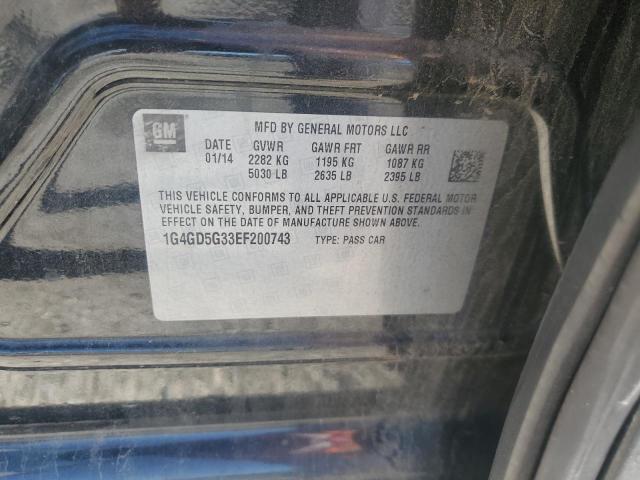 GM
MFD BY GENERAL MOTORS LLC
DATE GVWR GAWR FRT GAWR RR
01/14 2282 KG 1195 KG 1087 KG
5030 LB 2635 LB 2395 LB
THIS VEHICLE CONFORMS TO ALL APPLICABLE U.S. FEDERAL MOTOR
VEHICLE SAFETY, BUMPER, AND THEFT PREVENTION STANDARDS IN
EFFECT ON THE DATE OF MANUFACTURE SHOWN ABOVE.
1G4GD5G33EF200743 TYPE: PASS CAR